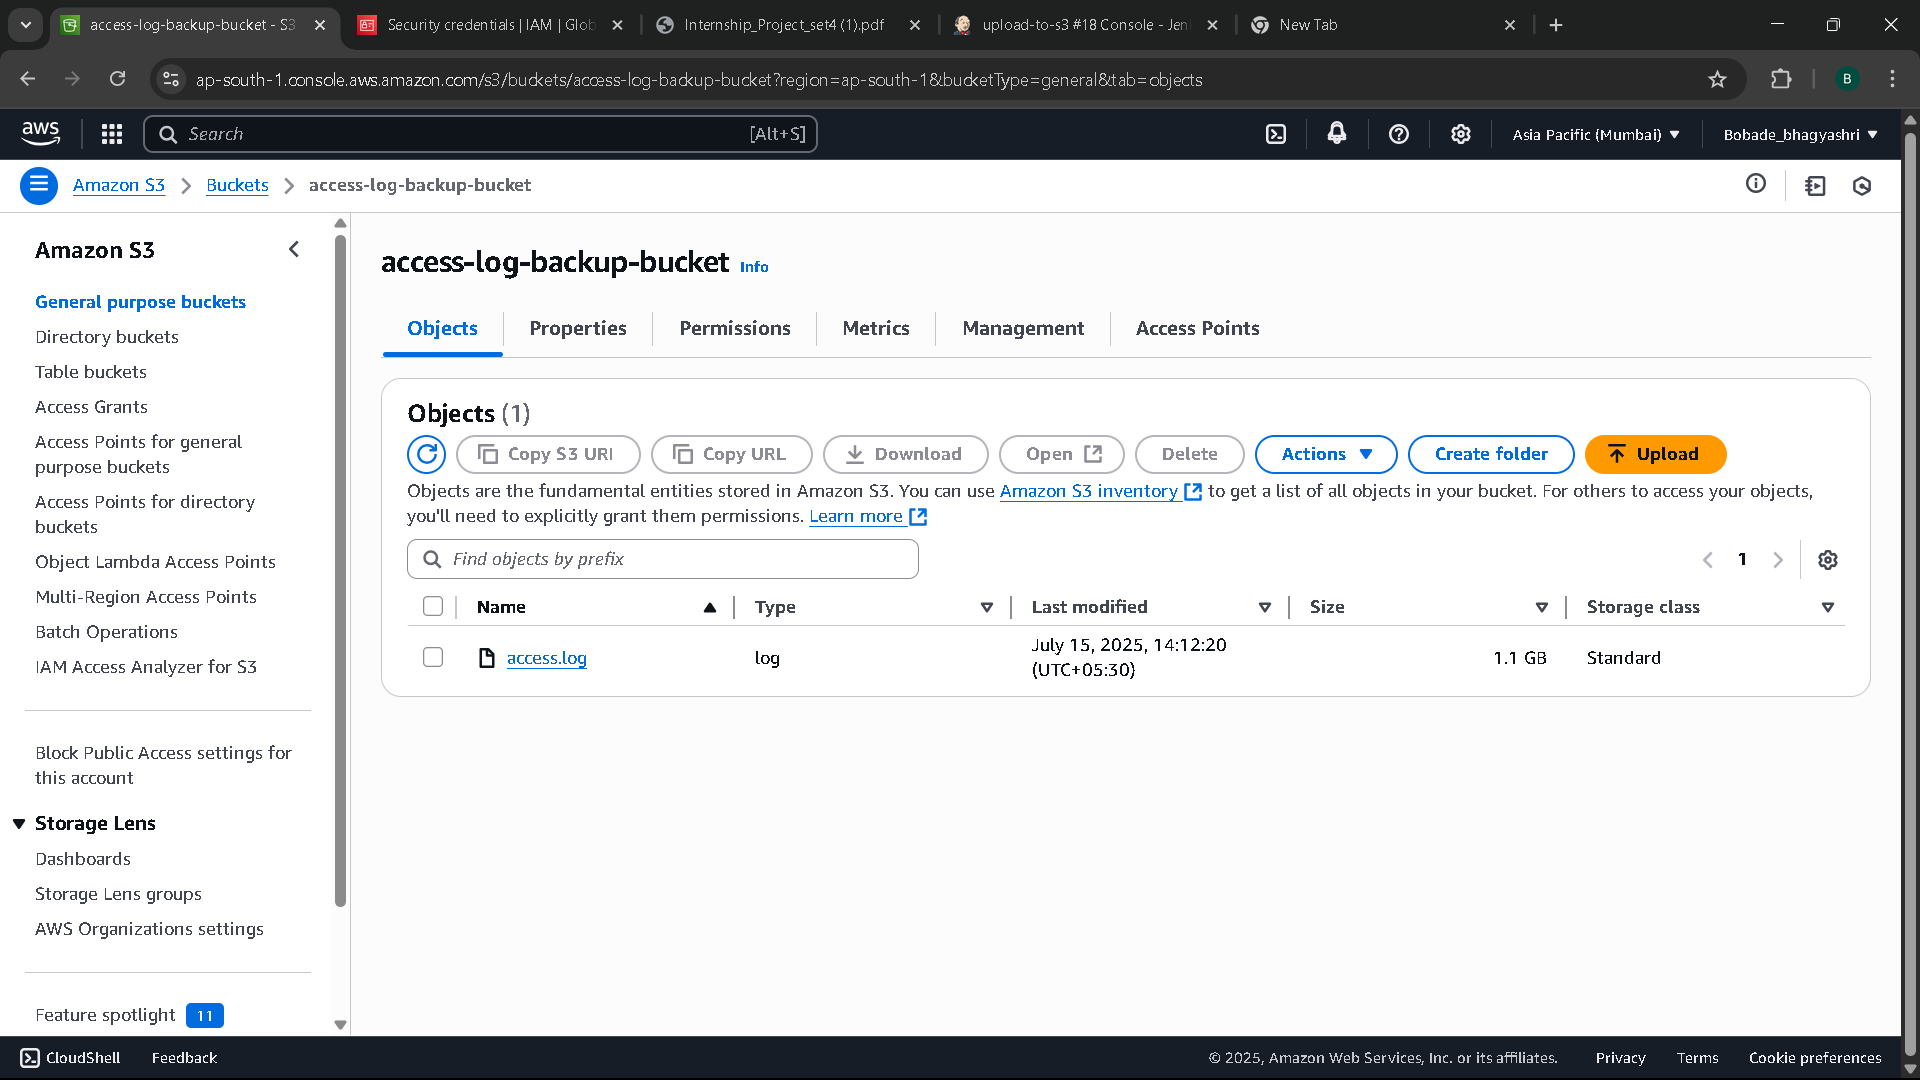 access-log-backup-bucket - S3
Security credentials | IAM | Glob
Internship_Project_set4 (1).pdf
upload-to-s3 #18 Console - Jen
New Tab
ap-south-1.console.aws.amazon.com/s3/buckets/access-log-backup-bucket?region=ap-south-1&bucketType=general&tab=objects
B
aws
Search
[Alt+S]
Asia Pacific (Mumbai)
Bobade_bhagyashri
Amazon S3
Buckets
access-log-backup-bucket
Amazon S3
General purpose buckets
Directory buckets
Table buckets
Access Grants
Access Points for general
purpose buckets
Access Points for directory
buckets
Object Lambda Access Points
Multi-Region Access Points
Batch Operations
IAM Access Analyzer for S3
Block Public Access settings for
this account
Storage Lens
Dashboards
Storage Lens groups
AWS Organizations settings
Feature spotlight 11
access-log-backup-bucket Info
Objects
Properties
Permissions
Metrics
Management
Access Points
Objects (1)
Copy S3 URI
Copy URL
Download
Open
Delete
Actions
Create folder
Upload
Objects are the fundamental entities stored in Amazon S3. You can use Amazon S3 inventory to get a list of all objects in your bucket. For others to access your objects,
you'll need to explicitly grant them permissions. Learn more
Find objects by prefix
1
Name
Type
Last modified
Size
Storage class
access.log
log
July 15, 2025, 14:12:20
(UTC+05:30)
1.1 GB
Standard
CloudShell
Feedback
© 2025, Amazon Web Services, Inc. or its affiliates.
Privacy
Terms
Cookie preferences